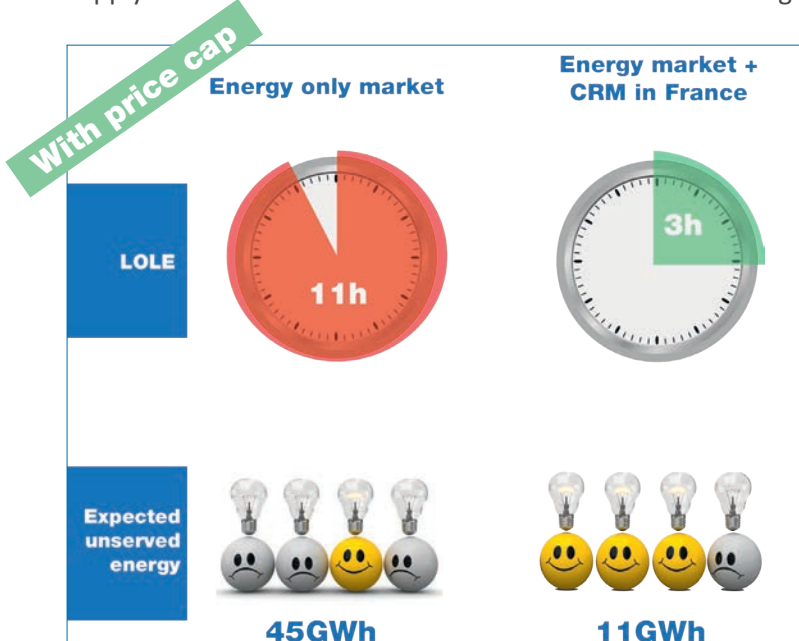 With price cap
Energy only market
Energy market +
CRM in France
LOLE
11h
3h
Expected
unserved
energy
45GWh
11GWh